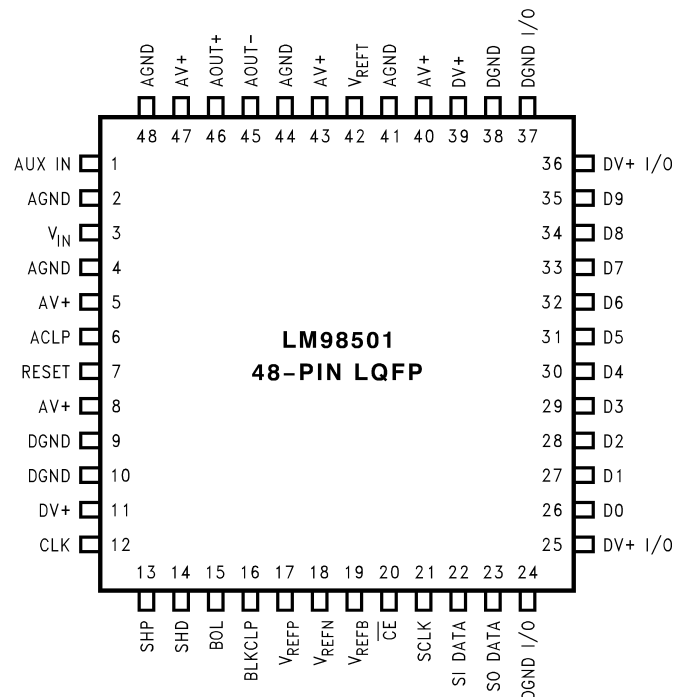 AGND AV+ AOUT+ AOUT- AGND AV+ VREFT AGND AV+ DV+ DGND DGND I/O
48 47 46 45 44 43 42 41 40 39 38 37
AUX IN 1 36 DV+ I/O
AGND 2 35 D9
VIN 3 34 D8
AGND 4 33 D7
AV+ 5 32 D6
ACLP 6 31 D5
LM98501
RESET 7 30 D4
48-PIN LQFP
AV+ 8 29 D3
DGND 9 28 D2
DGND 10 27 D1
DV+ 11 26 D0
CLK 12 25 DV+ I/O
13 14 15 16 17 18 19 20 21 22 23 24
SHP SHD BOL BLKCLP VREFP VREFN VREFB CE SCLK SI DATA SO DATA DGND I/O